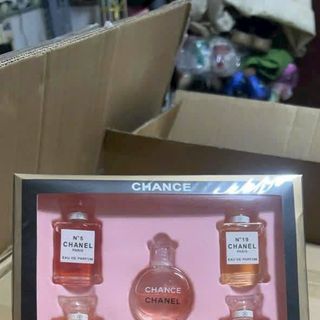 CHANCE
N°5
CHANEL
PARIS
EAU DE PARFUM
N°19
CHANEL
PARIS
EAU DE PARFUM
CHANCE
CHANEL